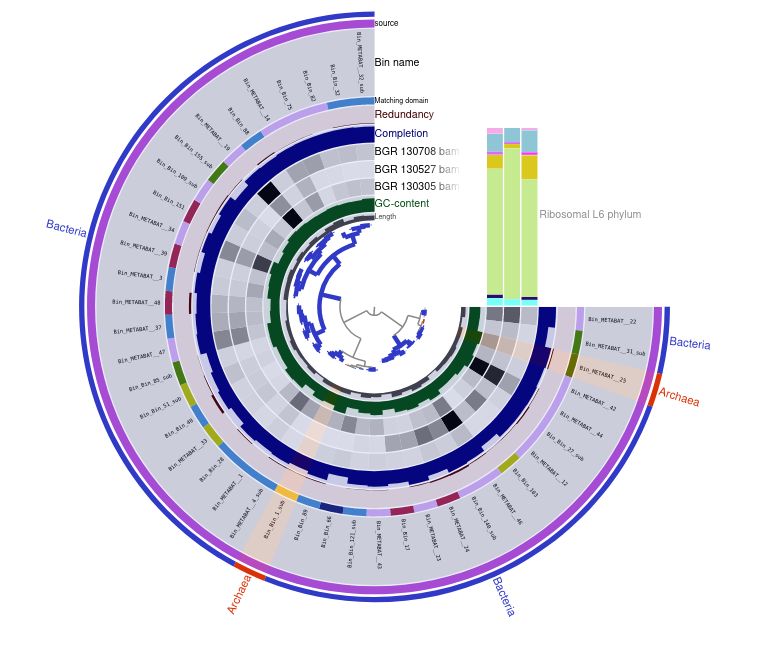 source
Bin name
Matching domain
Redundancy
Completion
BGR 130708 bam
BGR 130527 bam
BGR 130305 bam
GC-content
Length
Ribosomal L6 phylum
Bacteria
Bacteria
Archaea
Bacteria
Archaea
Bin_METABAT__32_sub
Bin_Bin_32
Bin_Bin_82
Bin_Bin_75
Bin_METABAT__14
Bin_Bin_88
Bin_METABAT__19
Bin_Bin_155_sub
Bin_Bin_109_sub
Bin_Bin_151
Bin_METABAT__34
Bin_METABAT__39
Bin_METABAT__3
Bin_METABAT__48
Bin_METABAT__37
Bin_METABAT__47
Bin_Bin_85_sub
Bin_Bin_51_sub
Bin_Bin_40
Bin_METABAT__33
Bin_Bin_28
Bin_METABAT__1
Bin_METABAT__4_sub
Bin_Bin_1_sub
Bin_Bin_89
Bin_Bin_66
Bin_Bin_121_sub
Bin_METABAT__43
Bin_Bin_17
Bin_METABAT__23
Bin_METABAT__24
Bin_Bin_140_sub
Bin_METABAT__46
Bin_Bin_103
Bin_METABAT__12
Bin_Bin_27_sub
Bin_METABAT__44
Bin_METABAT__42
Bin_METABAT__25
Bin_METABAT__31_sub
Bin_METABAT__22